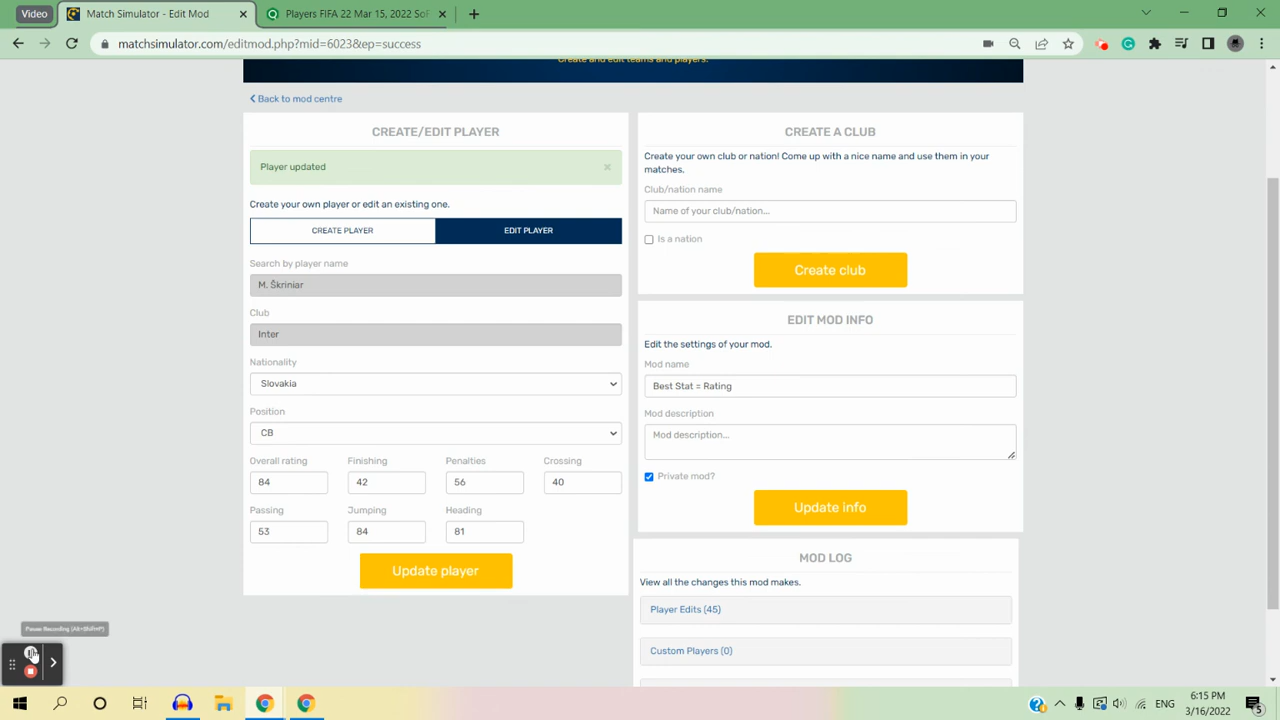 Video
Match Simulator - Edit Mod
Players FIFA 22 Mar 15, 2022 SoF
matchsimulator.com/editmod.php?mid=6023&ep=success
Create and edit teams and players.
Back to mod centre
CREATE/EDIT PLAYER
Player updated
×
Create your own player or edit an existing one.
CREATE PLAYER
EDIT PLAYER
Search by player name
M. Škriniar
Club
Inter
Nationality
Slovakia
Position
CB
Overall rating Finishing Penalties Crossing
84 42 56 40
Passing Jumping Heading
53 84 81
Update player
CREATE A CLUB
Create your own club or nation! Come up with a nice name and use them in your
matches.
Club/nation name
Name of your club/nation...
Is a nation
Create club
EDIT MOD INFO
Edit the settings of your mod.
Mod name
Best Stat = Rating
Mod description
Mod description...
Private mod?
Update info
MOD LOG
View all the changes this mod makes.
Player Edits (45)
Custom Players (0)
Pause Recording (Alt+Shift+P)
ENG
6:15 PM
3/16/2022
5